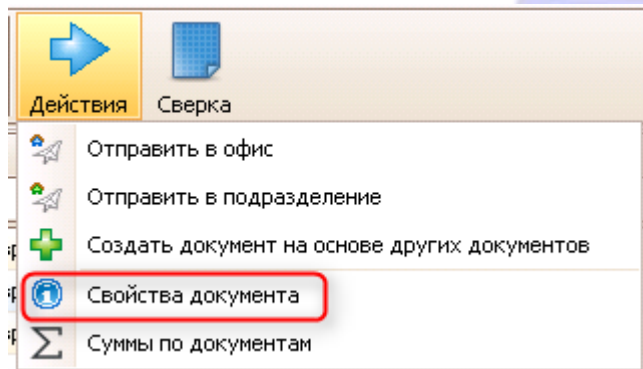 Действия Сверка
Отправить в офис
Отправить в подразделение
Создать документ на основе других документов
Свойства документа
Суммы по документам